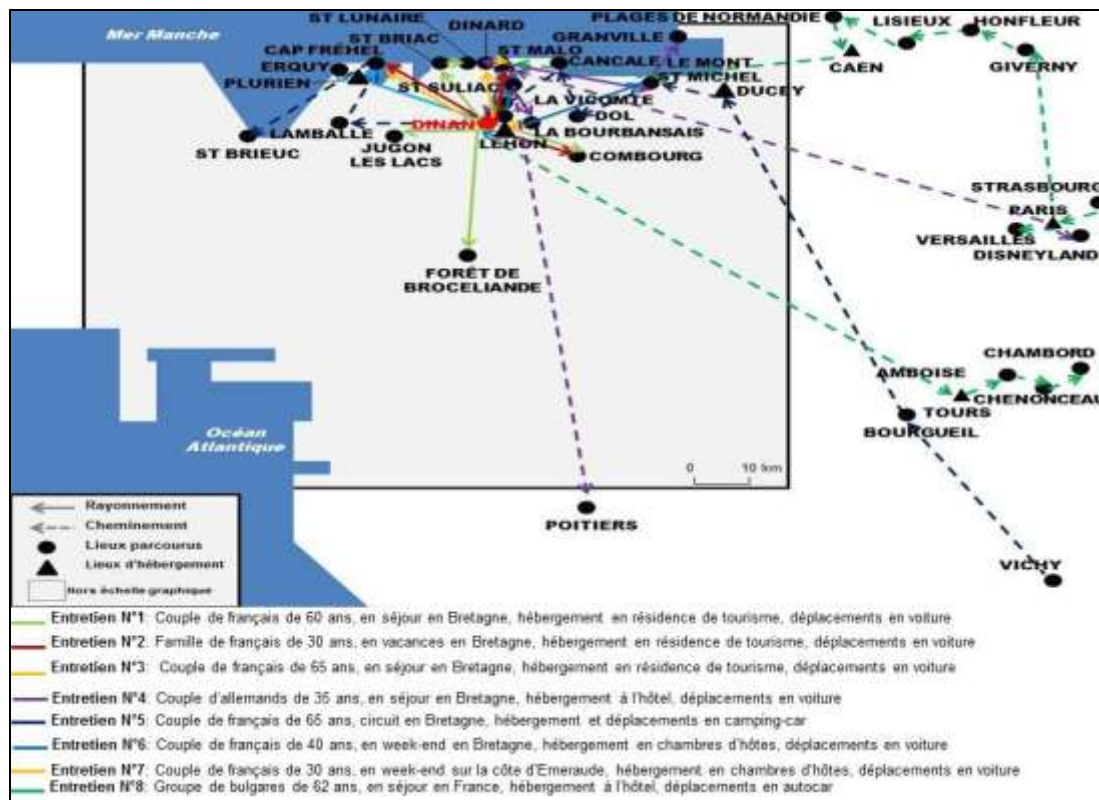 ST LUNAIRE
DINARD
PLAGES DE NORMANDIE
LISIEUX
HONFLEUR
Mer Manche
ST BRIAC
GRANVILLE
CAP FRÉHEL
ST MALO
CANCALE
LE MONT
ST MICHEL
ERQUY
CAEN
GIVERNY
PLURIEN
ST SULIAC
DUCEY
LA VICOMTE
DOL
LAMBALLE
DINAN
LA BOURBANSAIS
ST BRIEUC
JUGON
LES LACS
LEHON
COMBOURG
STRASBOURG
PARIS
VERSAILLES
DISNEYLAND
FORÊT DE
BROCELIANDE
CHAMBORD
AMBOISE
CHENONCEAU
TOURS
BOURGUEIL
Océan
Atlantique
0 10 km
Rayonnement
Cheminement
Lieux parcourus
Lieux d'hébergement
Hors échelle graphique
POITIERS
VICHY
Entretien N°1: Couple de français de 60 ans, en séjour en Bretagne, hébergement en résidence de tourisme, déplacements en voiture
Entretien N°2: Famille de français de 30 ans, en vacances en Bretagne, hébergement en résidence de tourisme, déplacements en voiture
Entretien N°3: Couple de français de 65 ans, en séjour en Bretagne, hébergement en résidence de tourisme, déplacements en voiture
Entretien N°4: Couple d'allemands de 35 ans, en séjour en Bretagne, hébergement à l'hôtel, déplacements en voiture
Entretien N°5: Couple de français de 65 ans, circuit en Bretagne, hébergement et déplacements en camping-car
Entretien N°6: Couple de français de 40 ans, en week-end en Bretagne, hébergement en chambres d'hôtes, déplacements en voiture
Entretien N°7: Couple de français de 30 ans, en week-end sur la côte d'Emeraude, hébergement en chambres d'hôtes, déplacements en voiture
Entretien N°8: Groupe de bulgares de 62 ans, en séjour en France, hébergement à l'hôtel, déplacements en autocar